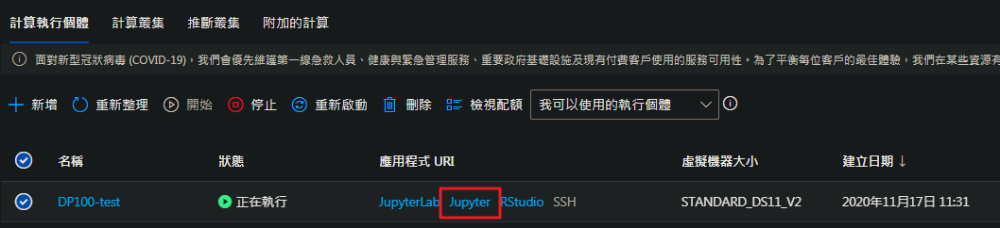 計算執行個體 計算叢集 推斷叢集 附加的計算
面對新型冠狀病毒 (COVID-19)，我們會優先維護第一線急救人員、健康與緊急管理服務、重要政府基礎設施及現有付費客戶使用的服務可用性。為了平衡每位客戶的最佳體驗，我們在某些資源有
新增 重新整理 開始 停止 重新啟動 刪除 檢視配額 我可以使用的執行個體
名稱 狀態 應用程式 URI 虛擬機器大小 建立日期 ↓
DP100-test 正在執行 JupyterLab Jupyter RStudio SSH STANDARD_DS11_V2 2020年11月17日 11:31